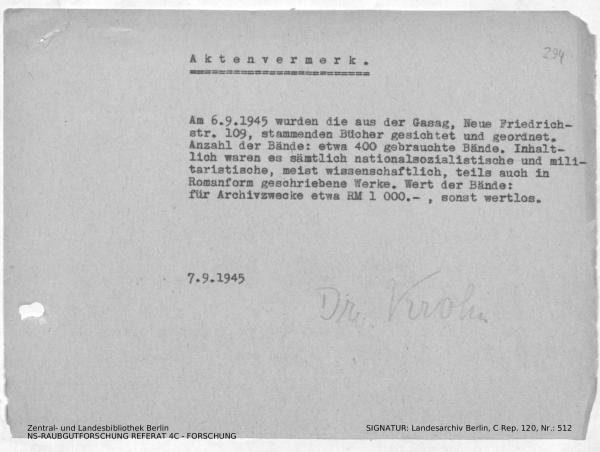 294
Aktenvermerk.
Am 6.9.1945 wurden die aus der Gasag, Neue Friedrich-
str. 109, stammenden Bücher gesichtet und geordnet.
Anzahl der Bände: etwa 400 gebrauchte Bände. Inhalt-
lich waren es sämtlich nationalsozialistische und mili-
taristische, meist wissenschaftlich, teils auch in
Romanform geschriebene Werke. Wert der Bände:
für Archivzwecke etwa RM 1 000.- , sonst wertlos.
7.9.1945
Dr. Krohn
Zentral- und Landesbibliothek Berlin
NS-RAUBGUTFORSCHUNG REFERAT 4C - FORSCHUNG
SIGNATUR: Landesarchiv Berlin, C Rep. 120, Nr.: 512